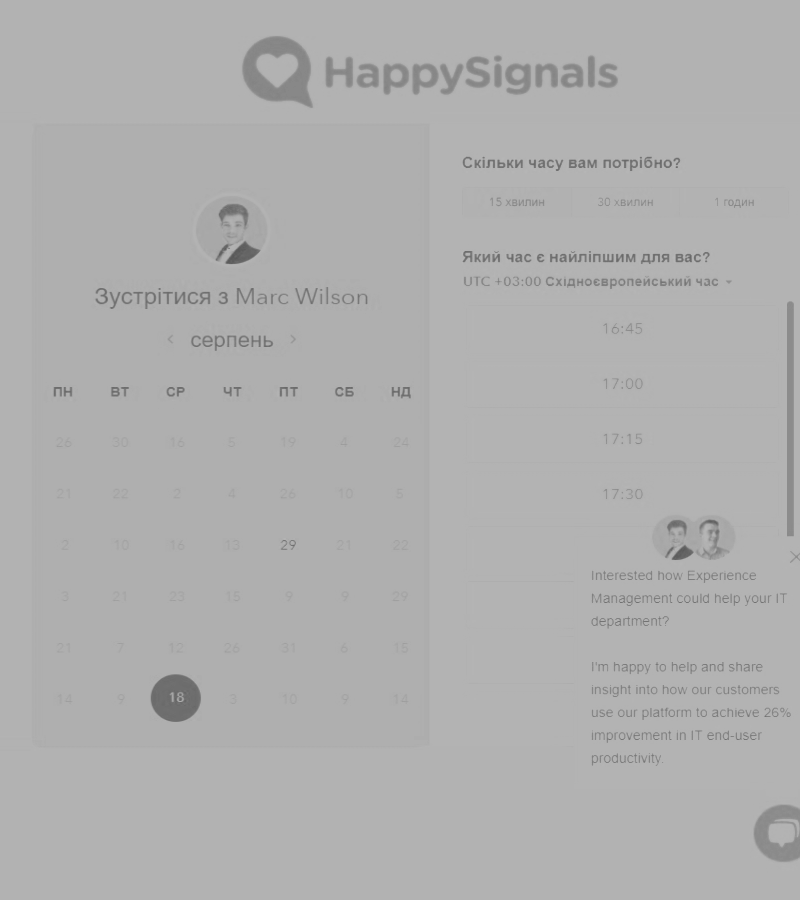 HappySignals
Скільки часу вам потрібно?
15 хвилин 30 хвилин 1 годин
Який час є найліпшим для вас?
UTC +03:00 Східноєвропейський час
16:45
17:00
17:15
17:30
Зустрітися з Marc Wilson
серпень
ПН ВТ СР ЧТ ПТ СБ НД
26 30 16 5 19 4 24
21 22 2 4 26 10 5
2 10 16 13 29 21 22
3 21 23 15 9 9 29
21 7 12 26 31 6 15
14 9 18 3 10 9 14
Interested how Experience
Management could help your IT
department?
I'm happy to help and share
insight into how our customers
use our platform to achieve 26%
improvement in IT end-user
productivity.